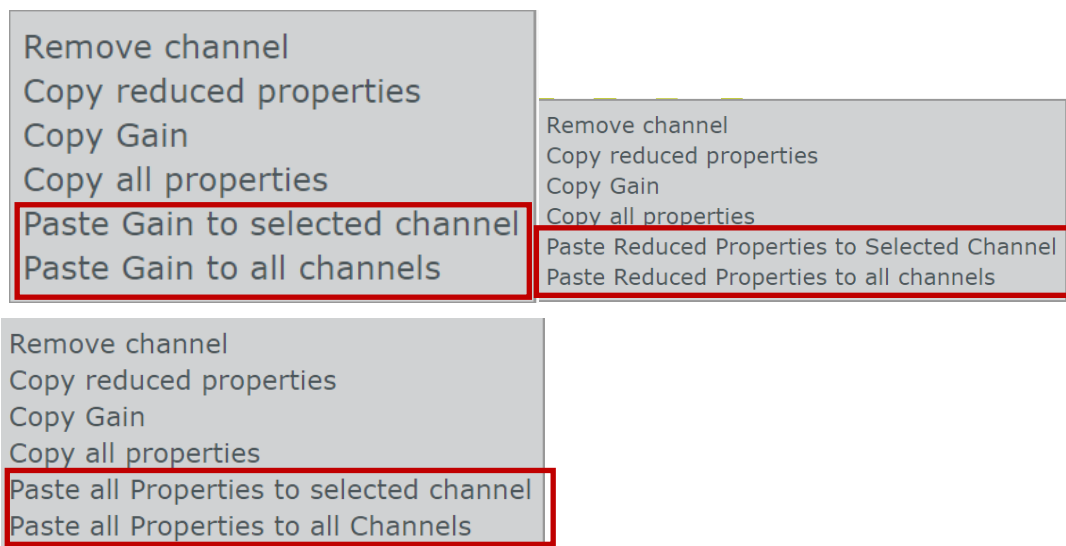 Remove channel
Copy reduced properties
Copy Gain
Copy all properties
Paste Gain to selected channel
Paste Gain to all channels
Remove channel
Copy reduced properties
Copy Gain
Copy all properties
Paste Reduced Properties to Selected Channel
Paste Reduced Properties to all channels
Remove channel
Copy reduced properties
Copy Gain
Copy all properties
Paste all Properties to selected channel
Paste all Properties to all Channels